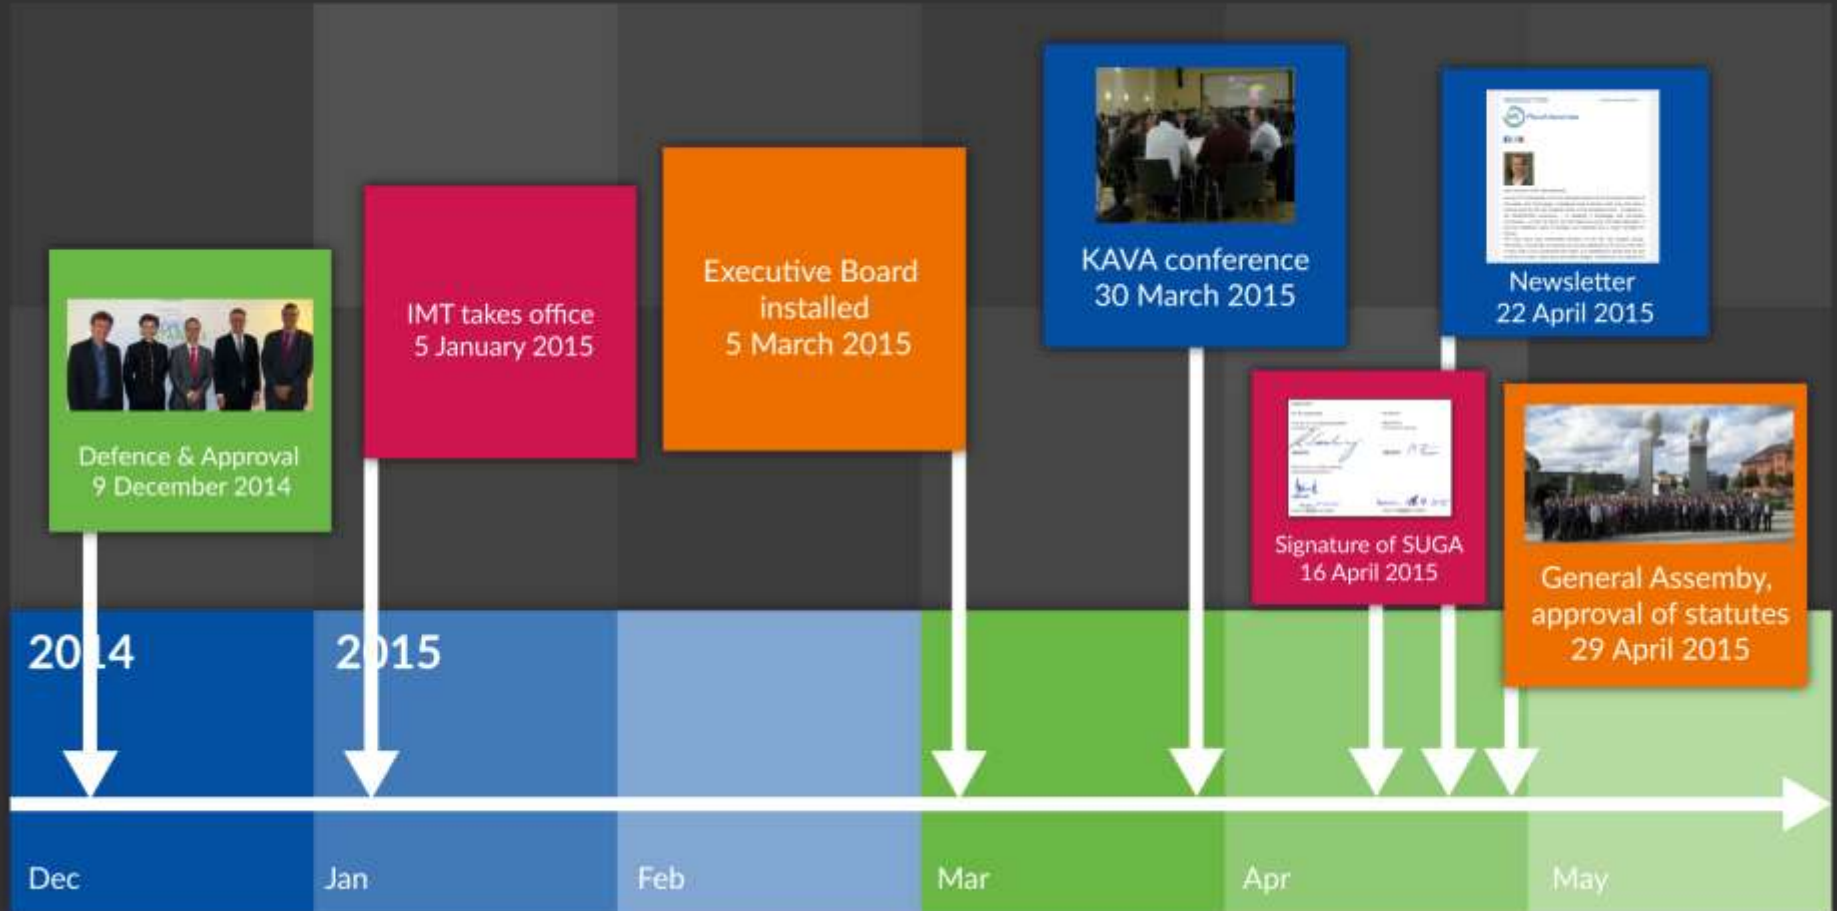 Defence & Approval
9 December 2014
IMT takes office
5 January 2015
Executive Board
installed
5 March 2015
KAVA conference
30 March 2015
Newsletter
22 April 2015
Signature of SUGA
16 April 2015
General Assemby,
approval of statutes
29 April 2015
2014
2015
Dec
Jan
Feb
Mar
Apr
May